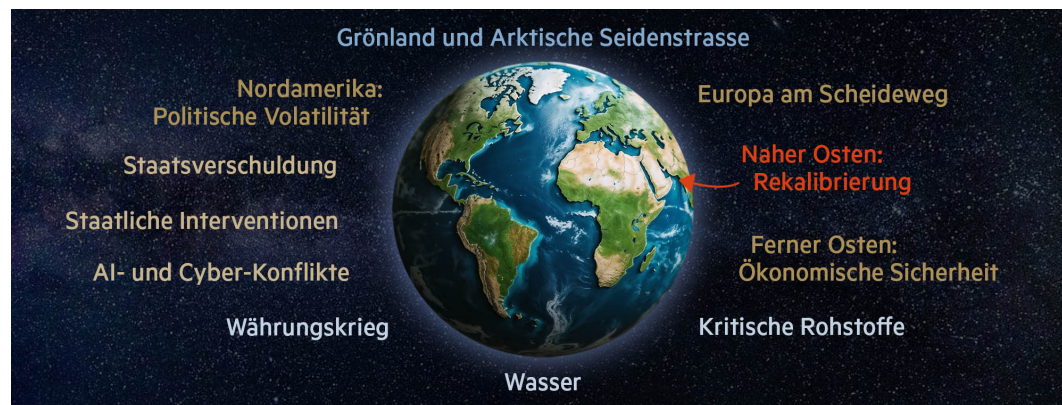 Grönland und Arktische Seidenstrasse
Nordamerika:
Politische Volatilität
Staatsverschuldung
Staatliche Interventionen
AI- und Cyber-Konflikte
Währungskrieg
Europa am Scheideweg
Naher Osten:
Rekalibrierung
Ferner Osten:
Ökonomische Sicherheit
Kritische Rohstoffe
Wasser